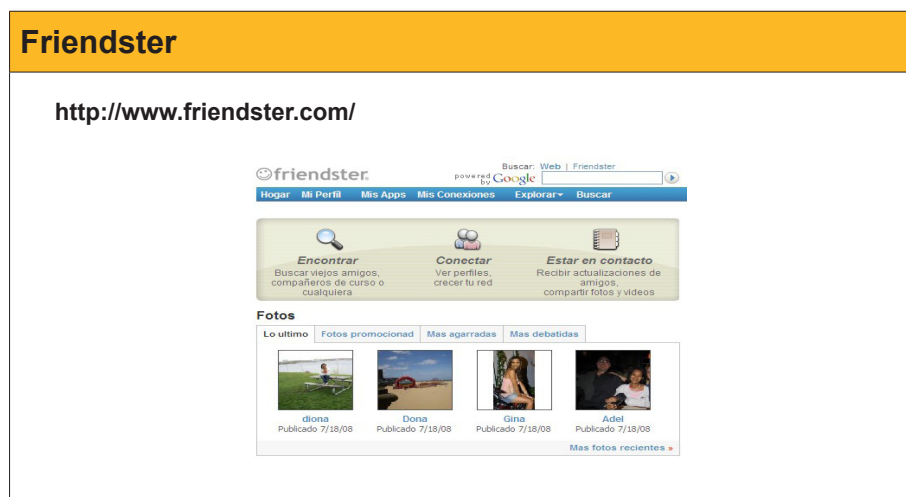 Friendster
http://www.friendster.com/
Buscar: Web | Friendster
friendster.
powered by Google
Hogar Mi Perfil Mis Apps Mis Conexiones Explorar Buscar
Encontrar
Buscar viejos amigos,
compañeros de curso o
cualquiera
Conectar
Ver perfiles,
crecer tu red
Estar en contacto
Recibir actualizaciones de
amigos,
compartir fotos y videos
Fotos
Lo ultimo Fotos promocionad Mas agarradas Mas debatidas
diona Dona Gina Adel
Publicado 7/18/08 Publicado 7/18/08 Publicado 7/18/08 Publicado 7/18/08
Mas fotos recientes »